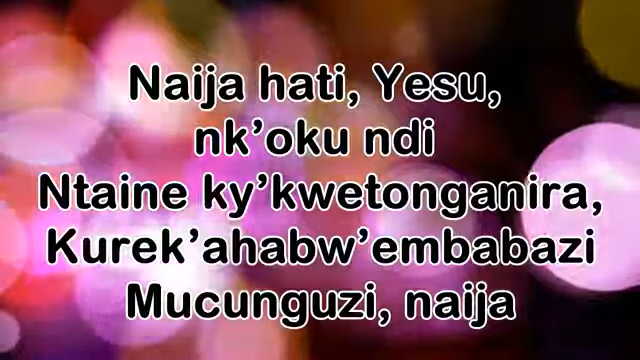 Naija hati, Yesu,
nk’oku ndi
Ntaine ky’kwetonganira,
Kurek’ahabw’embabazi
Mucunguzi, naija